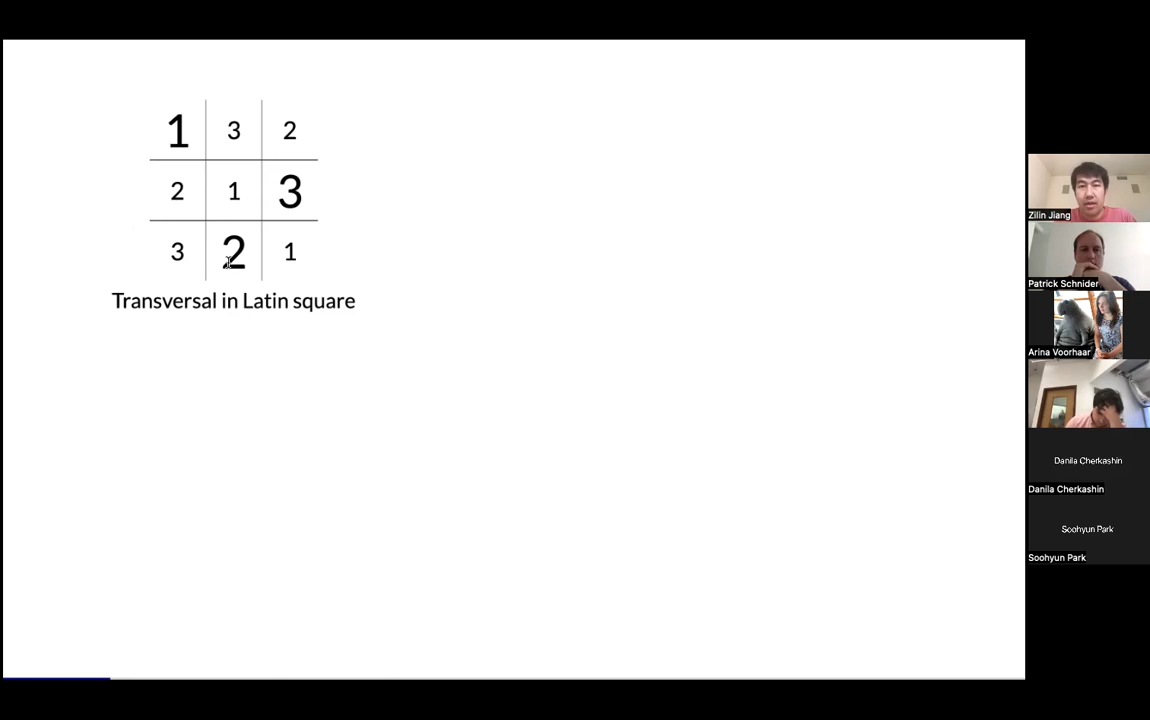 1 3 2
2 1 3
3 2 1
Transversal in Latin square
Zilin Jiang
Patrick Schnider
Arina Voorhaar
Danila Cherkashin
Danila Cherkashin
Soohyun Park
Soohyun Park